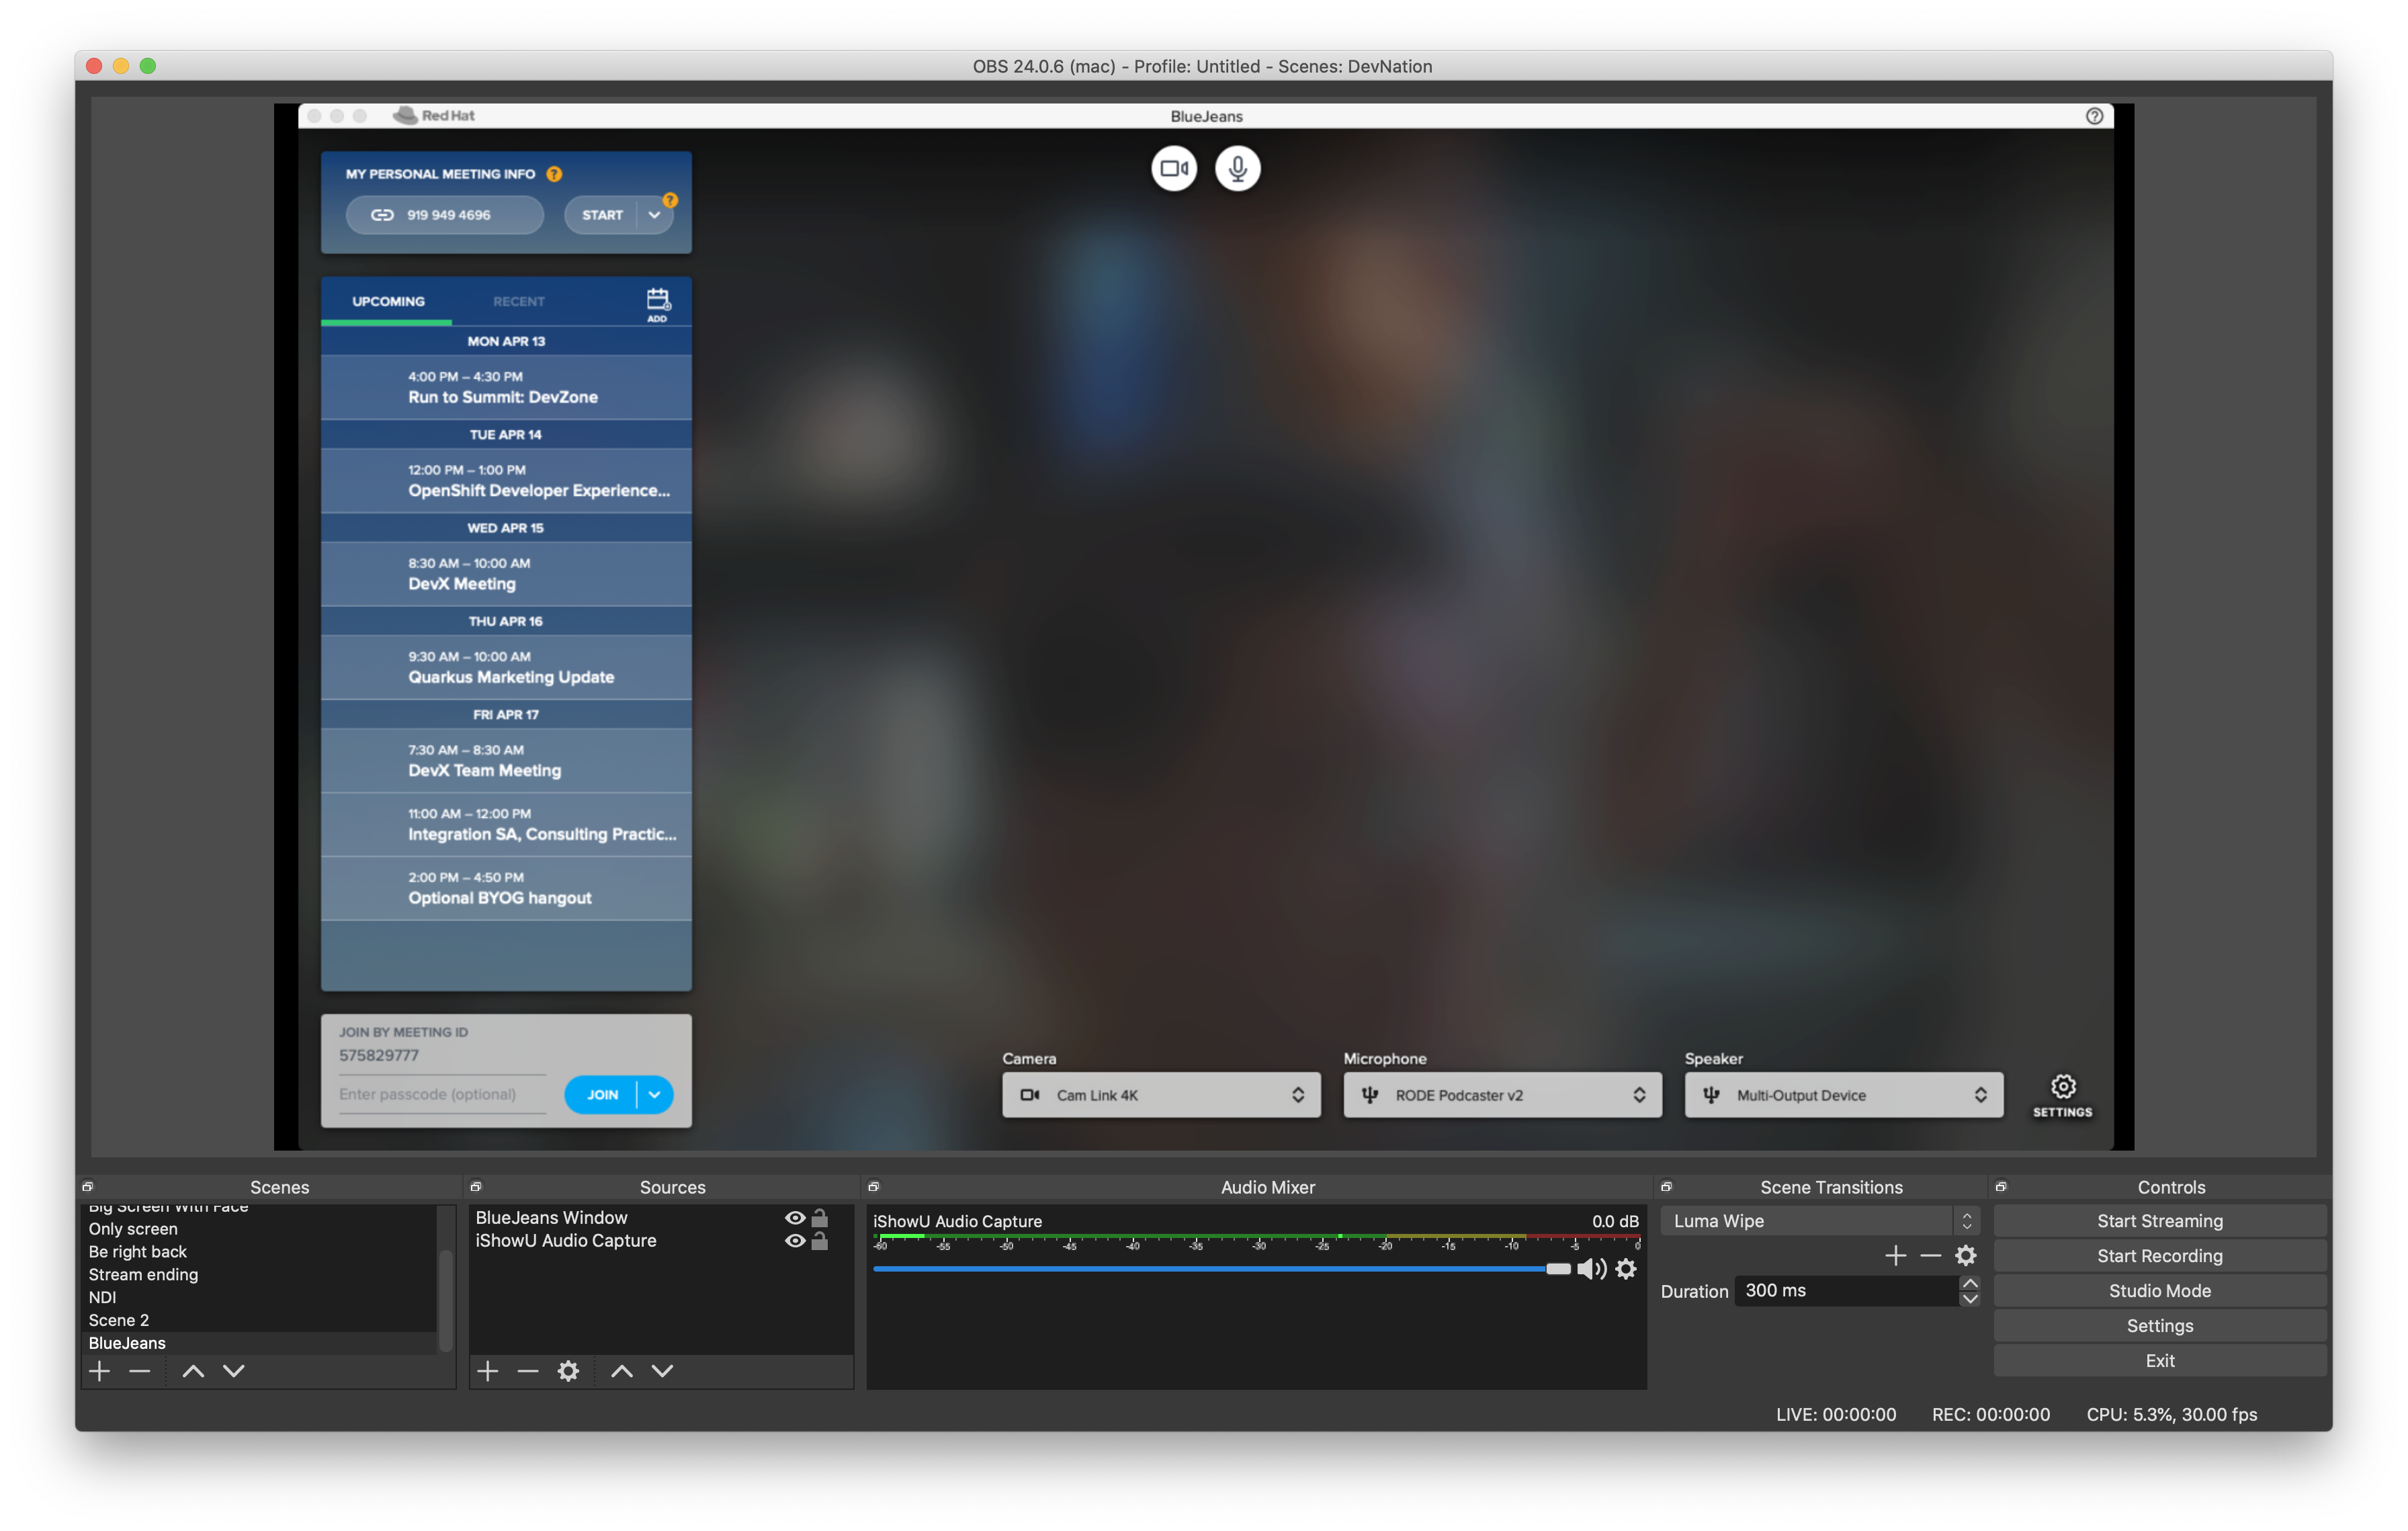 OBS 24.0.6 (mac) - Profile: Untitled - Scenes: DevNation
Red Hat
BlueJeans
MY PERSONAL MEETING INFO ?
919 949 4696
START
?
UPCOMING
RECENT
ADD
MON APR 13
4:00 PM – 4:30 PM
Run to Summit: DevZone
TUE APR 14
12:00 PM – 1:00 PM
OpenShift Developer Experience...
WED APR 15
8:30 AM – 10:00 AM
DevX Meeting
THU APR 16
9:30 AM – 10:00 AM
Quarkus Marketing Update
FRI APR 17
7:30 AM – 8:30 AM
DevX Team Meeting
11:00 AM – 12:00 PM
Integration SA, Consulting Practic...
2:00 PM – 4:50 PM
Optional BYOG hangout
JOIN BY MEETING ID
575829777
Enter passcode (optional)
JOIN
Camera
Cam Link 4K
Microphone
RODE Podcaster v2
Speaker
Multi-Output Device
SETTINGS
Scenes
Big Screen With Face
Only screen
Be right back
Stream ending
NDI
Scene 2
BlueJeans
Sources
BlueJeans Window
iShowU Audio Capture
Audio Mixer
iShowU Audio Capture
0.0 dB
-60 -55 -50 -45 -40 -35 -30 -25 -20 -15 -10 -5 0
Scene Transitions
Luma Wipe
Duration 300 ms
Controls
Start Streaming
Start Recording
Studio Mode
Settings
Exit
LIVE: 00:00:00 REC: 00:00:00 CPU: 5.3%, 30.00 fps